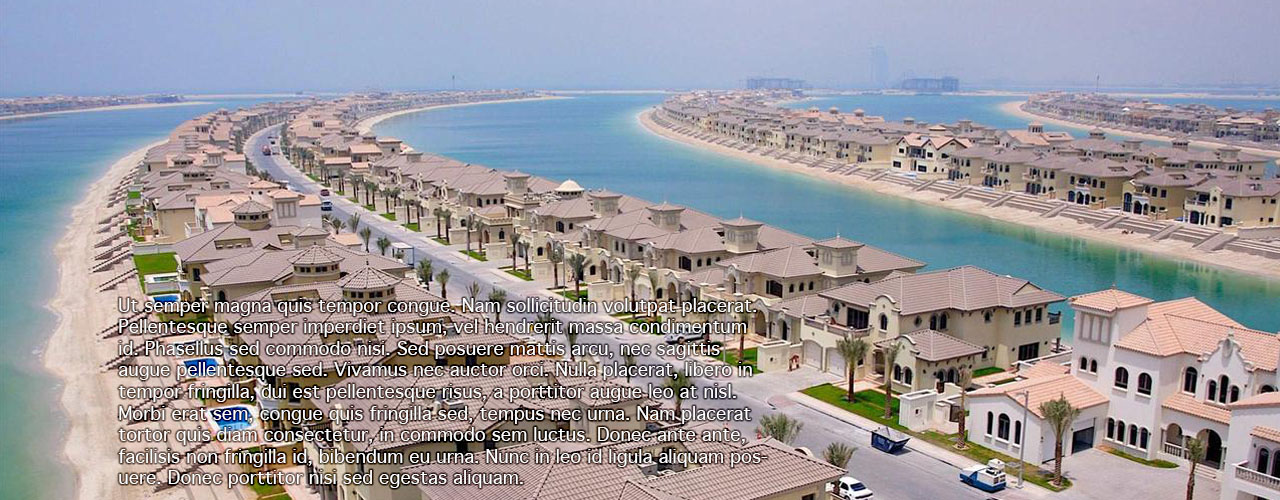 Ut semper magna quis tempor congue. Nam sollicitudin volutpat placerat.
Pellentesque semper imperdiet ipsum, vel hendrerit massa condimentum
id. Phasellus sed commodo nisi. Sed posuere mattis arcu, nec sagittis
augue pellentesque sed. Vivamus nec auctor orci. Nulla placerat, libero in
tempor fringilla, dui est pellentesque risus, a porttitor augue leo at nisl.
Morbi erat sem, congue quis fringilla sed, tempus nec urna. Nam placerat
tortor quis diam consectetur, in commodo sem luctus. Donec ante ante,
facilisis non fringilla id, bibendum eu urna. Nunc in leo id ligula aliquam pos-
uere. Donec porttitor nisi sed egestas aliquam.